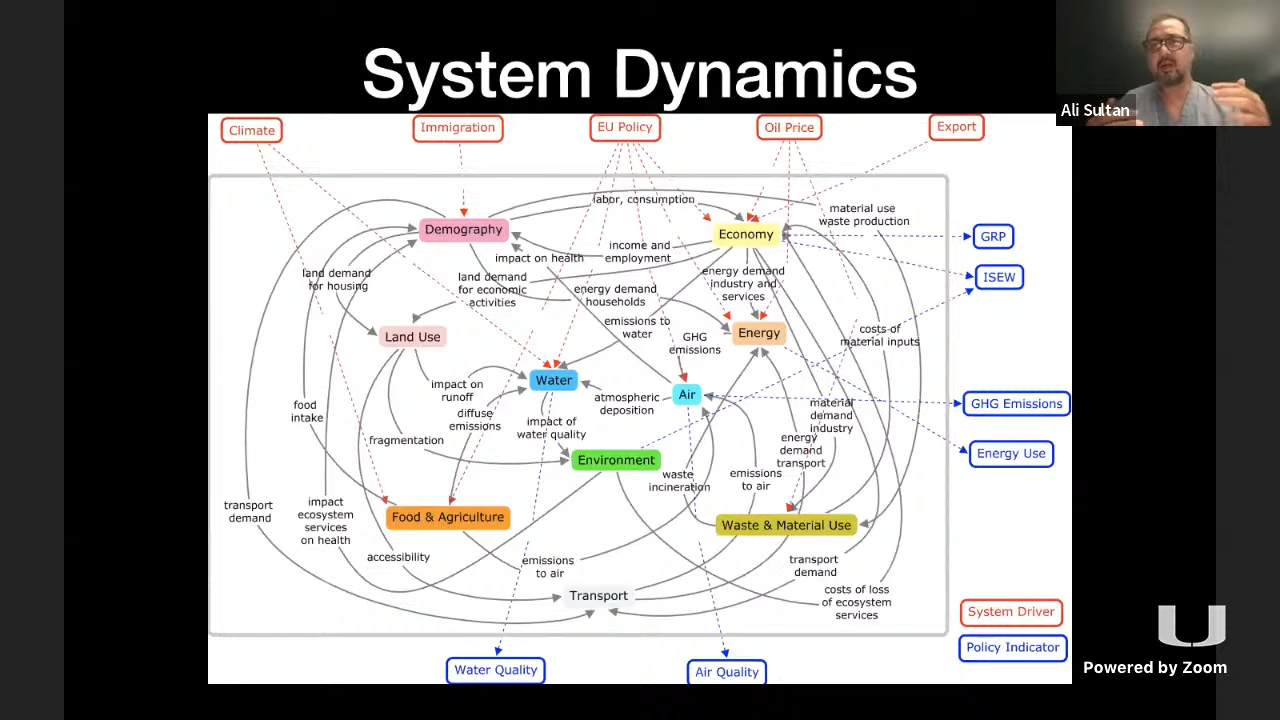 System Dynamics
Ali Sultan
Climate
Immigration
EU Policy
Oil Price
Export
labor, consumption
material use
waste production
Demography
Economy
GRP
impact on health
income and
employment
land demand
for housing
land demand
for economic
activities
energy demand
households
energy demand
industry and
services
ISEW
emissions to
water
Land Use
Energy
GHG
emissions
costs of
material inputs
Water
Air
impact on
runoff
atmospheric
deposition
GHG Emissions
food
intake
diffuse
emissions
impact of
water quality
material
demand
industry
fragmentation
Environment
energy
demand
transport
Energy Use
waste
incineration
emissions
to air
transport
demand
impact
ecosystem
services
on health
Food & Agriculture
Waste & Material Use
accessibility
emissions
to air
transport
demand
Transport
costs of loss
of ecosystem
services
System Driver
Policy Indicator
Water Quality
Air Quality
U
Powered by Zoom